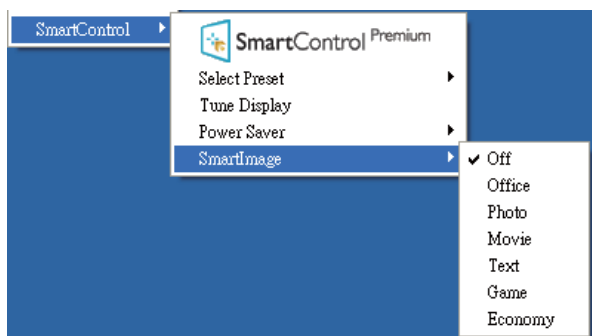 SmartControl
SmartControl Premium
Select Preset
Tune Display
Power Saver
SmartImage
Off
Office
Photo
Movie
Text
Game
Economy